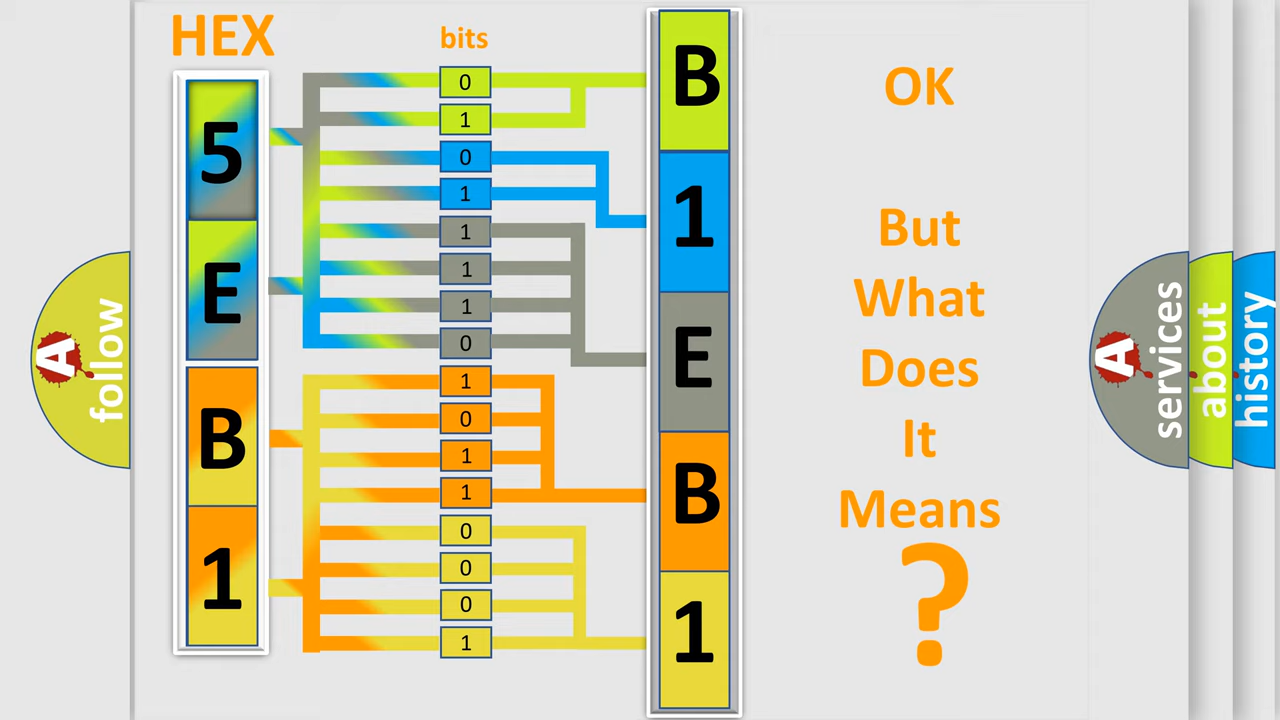 HEX
bits
5
E
B
1
0
1
0
1
1
1
1
0
1
0
1
1
0
0
0
1
B
1
E
B
1
OK
But
What
Does
It
Means
?
A
follow
A
services
about
history